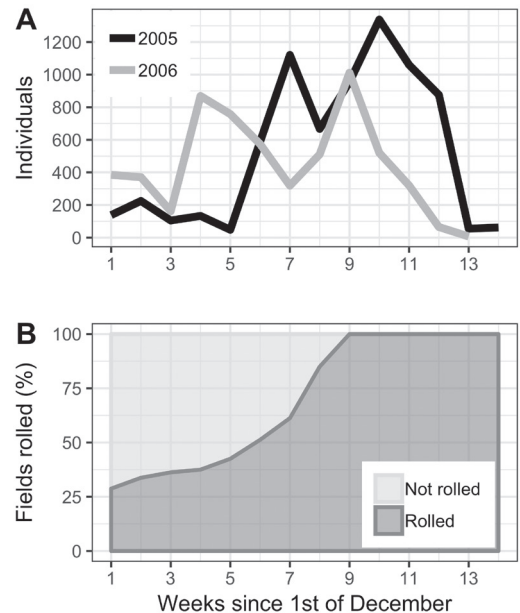 A
2005
2006
Individuals
1200
1000
800
600
400
200
0
1 3 5 7 9 11 13
B
Fields rolled (%)
100
75
50
25
0
Not rolled
Rolled
1 3 5 7 9 11 13
Weeks since 1st of December